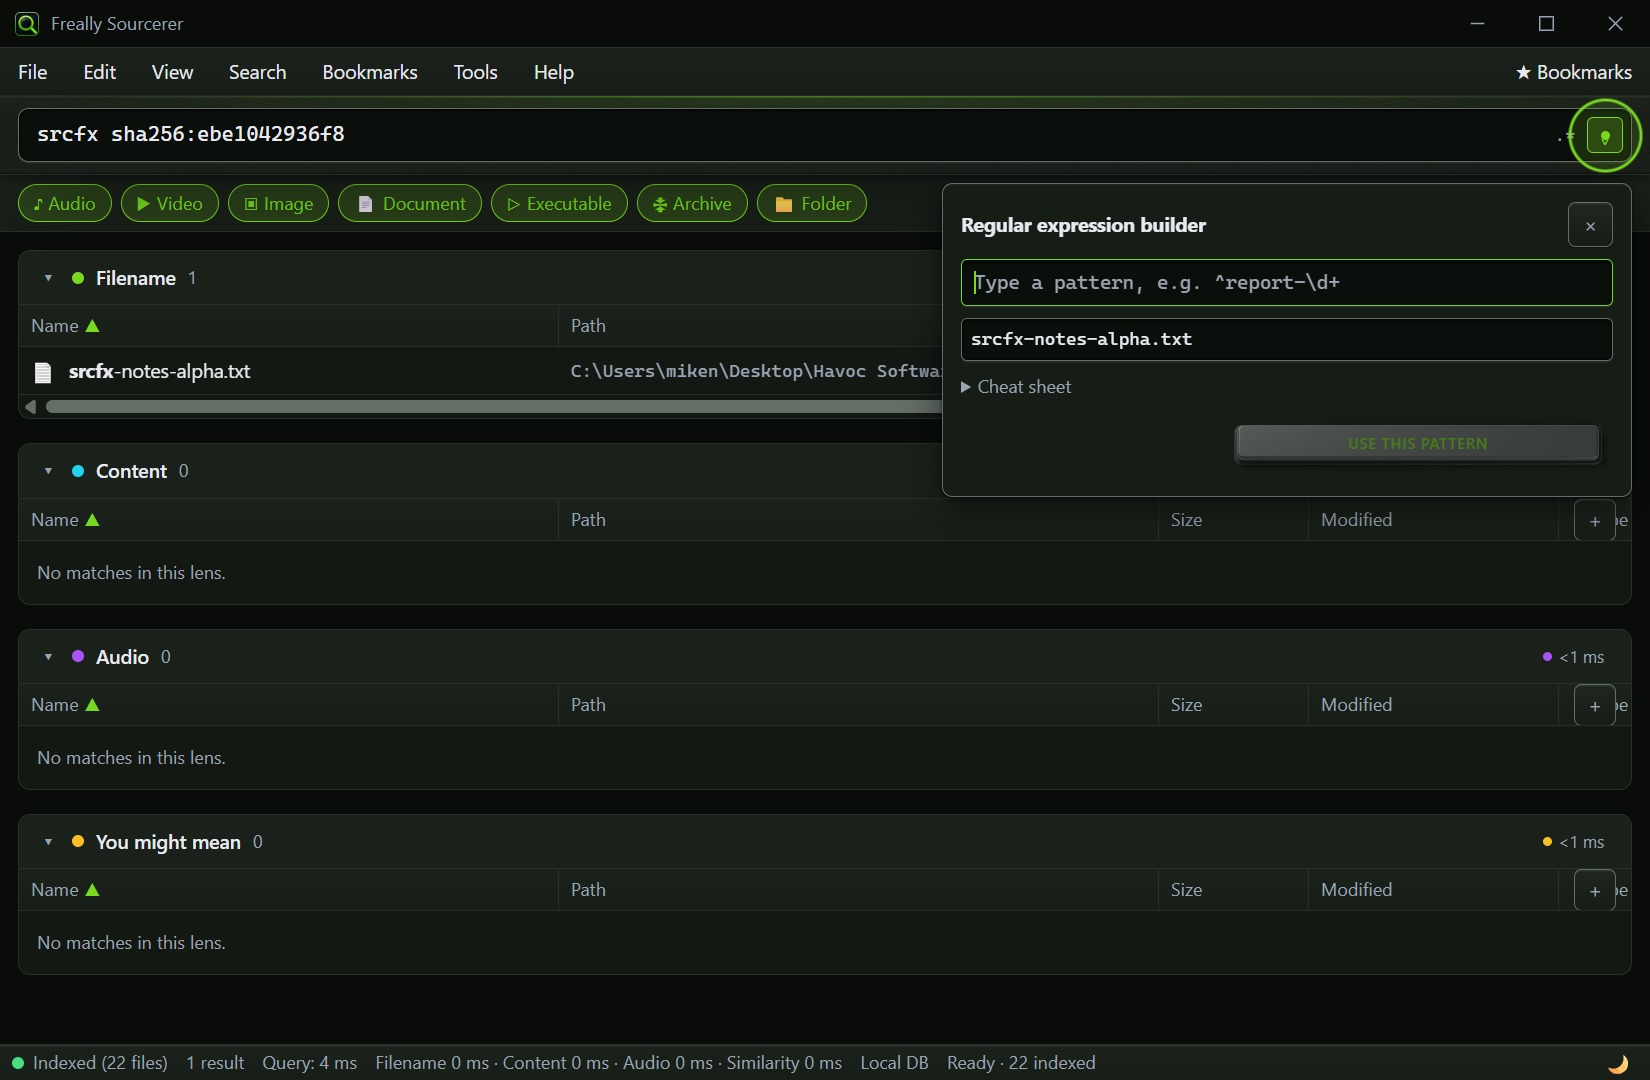 Freally Sourcerer
File Edit View Search Bookmarks Tools Help ★ Bookmarks
srcfx sha256:ebe1042936f8 .*
Audio Video Image Document Executable Archive Folder
Regular expression builder ×
Type a pattern, e.g. ^report-\d+
srcfx-notes-alpha.txt
Cheat sheet
USE THIS PATTERN
Filename 1
Name Path
srcfx-notes-alpha.txt C:\Users\miken\Desktop\Havoc
Content 0
Name Path Size Modified +
No matches in this lens.
Audio 0 <1 ms
Name Path Size Modified +
No matches in this lens.
You might mean 0 <1 ms
Name Path Size Modified +
No matches in this lens.
Indexed (22 files) 1 result Query: 4 ms Filename 0 ms · Content 0 ms · Audio 0 ms · Similarity 0 ms Local DB Ready · 22 indexed